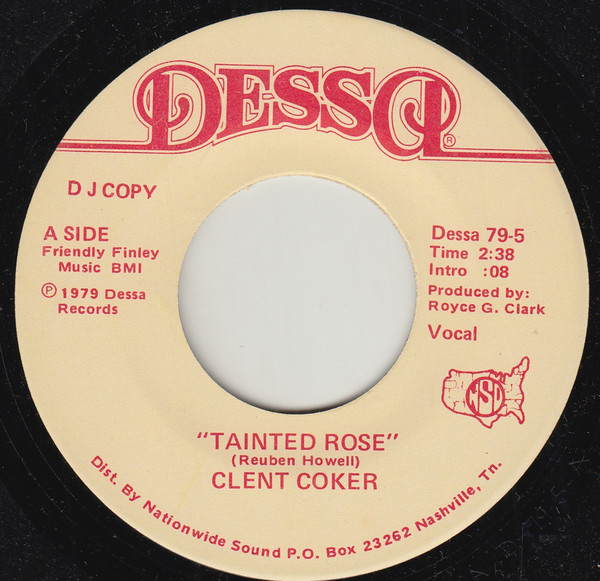 DESSA ®
D J COPY
A SIDE
Friendly Finley
Music BMI
℗ 1979 Dessa
Records
Dessa 79-5
Time 2:38
Intro :08
Produced by:
Royce G. Clark
Vocal
NSD
"TAINTED ROSE"
(Reuben Howell)
CLENT COKER
Dist. By Nationwide Sound P.O. Box 23262 Nashville, Tn.